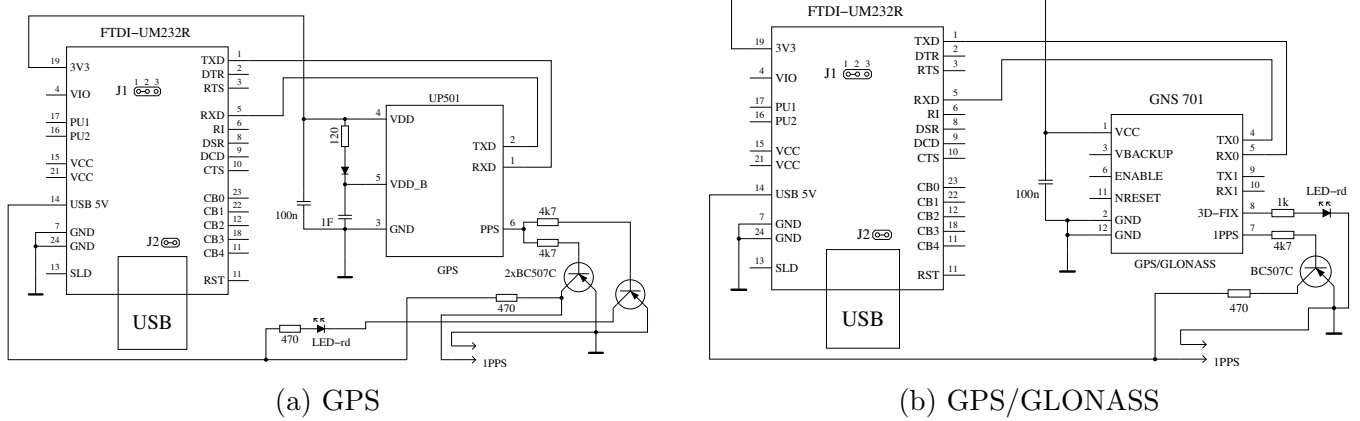 FTDI−UM232R
19 3V3
4 VIO
17 PU1
16 PU2
15 VCC
21 VCC
14 USB 5V
7 GND
24 GND
13 SLD
J1 1 2 3
J2
USB
TXD 1
DTR 2
RTS 3
RXD 5
RI 6
DSR 8
DCD 9
CTS 10
CB0 23
CB1 22
CB2 12
CB3 18
CB4 11
RST 11
100n
120
1F
UP501
4 VDD
5 VDD_B
3 GND
TXD 2
RXD 1
PPS 6
GPS
4k7
4k7
2xBC507C
470
470
LED−rd
1PPS
(a) GPS
FTDI−UM232R
19 3V3
4 VIO
17 PU1
16 PU2
15 VCC
21 VCC
14 USB 5V
7 GND
24 GND
13 SLD
J1 1 2 3
J2
USB
TXD 1
DTR 2
RTS 3
RXD 5
RI 6
DSR 8
DCD 9
CTS 10
CB0 23
CB1 22
CB2 12
CB3 18
CB4 11
RST 11
100n
GNS 701
1 VCC
3 VBACKUP
6 ENABLE
11 NRESET
2 GND
12 GND
TX0 4
RX0 5
TX1 9
RX1 10
3D−FIX 8
1PPS 7
GPS/GLONASS
LED−rd
1k
4k7
BC507C
470
1PPS
(b) GPS/GLONASS